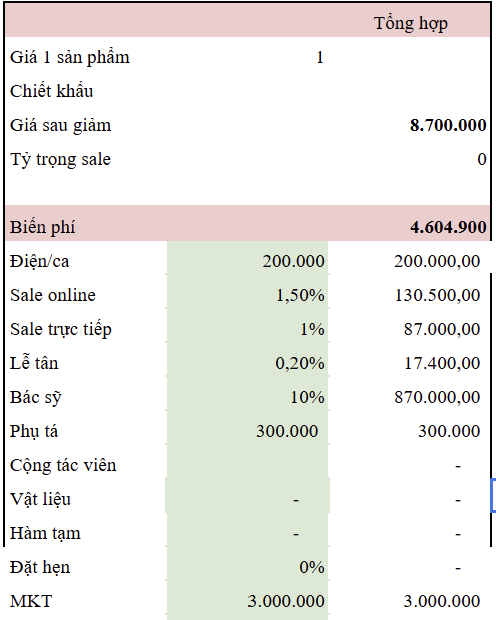 Tổng hợp
Giá 1 sản phẩm 1
Chiết khấu
Giá sau giảm 8.700.000
Tỷ trọng sale 0
Biến phí 4.604.900
Điện/ca 200.000 200.000,00
Sale online 1,50% 130.500,00
Sale trực tiếp 1% 87.000,00
Lễ tân 0,20% 17.400,00
Bác sỹ 10% 870.000,00
Phụ tá 300.000 300.000
Cộng tác viên -
Vật liệu - -
Hàm tạm - -
Đặt hẹn 0% -
MKT 3.000.000 3.000.000